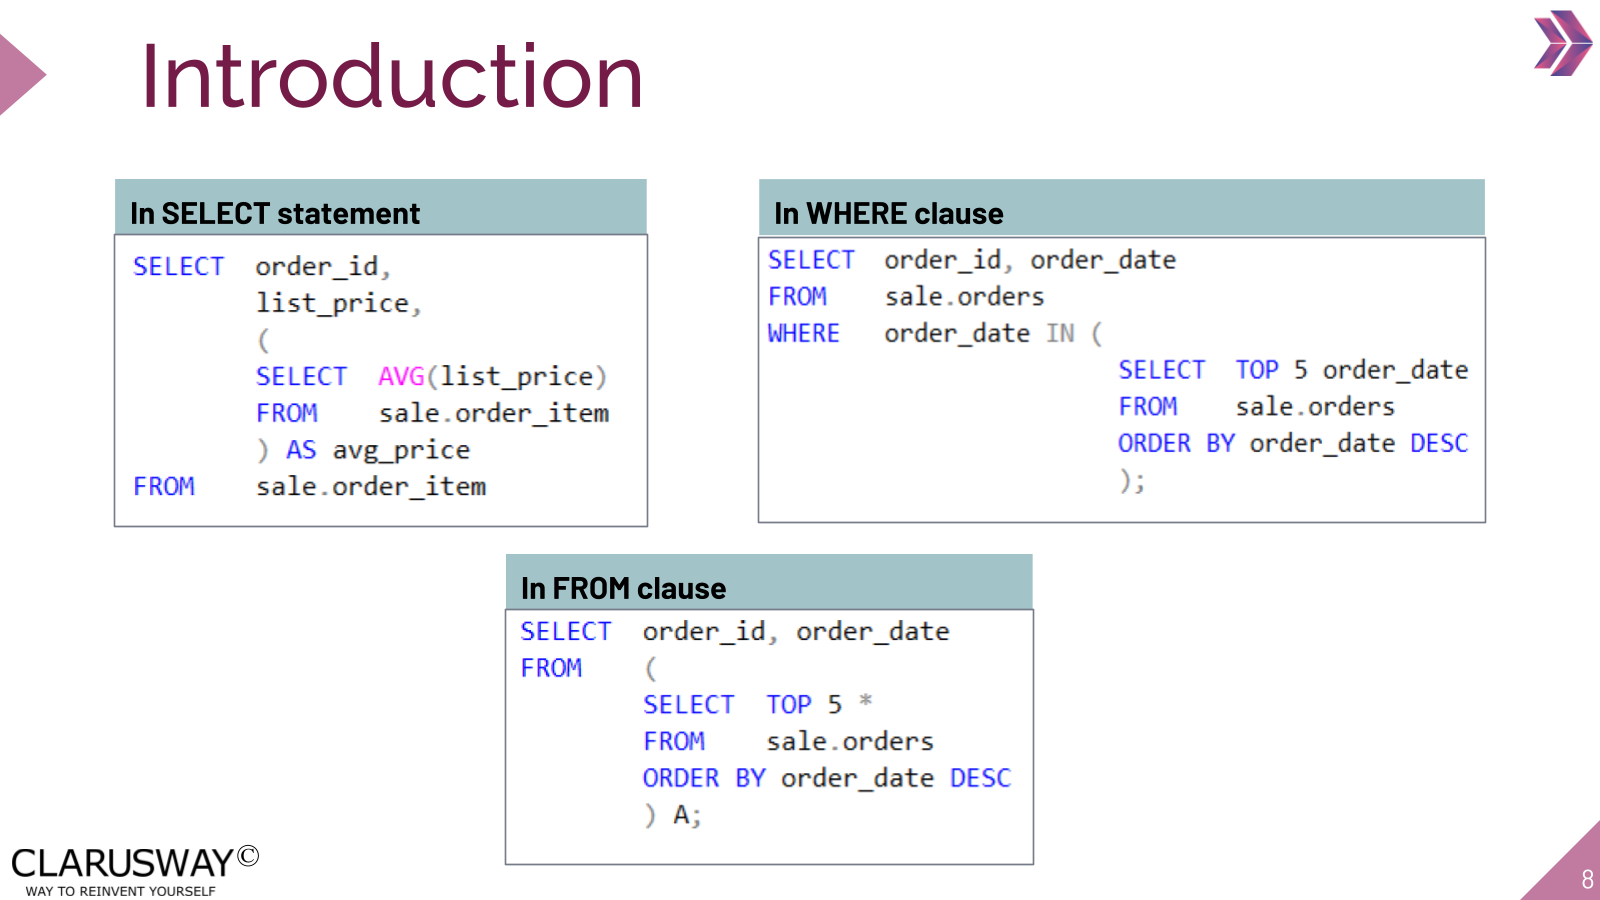 Introduction
In SELECT statement
SELECT order_id,
list_price,
(
SELECT AVG(list_price)
FROM sale.order_item
) AS avg_price
FROM sale.order_item
In WHERE clause
SELECT order_id, order_date
FROM sale.orders
WHERE order_date IN (
SELECT TOP 5 order_date
FROM sale.orders
ORDER BY order_date DESC
);
In FROM clause
SELECT order_id, order_date
FROM (
SELECT TOP 5 *
FROM sale.orders
ORDER BY order_date DESC
) A;
CLARUSWAY©
WAY TO REINVENT YOURSELF
8